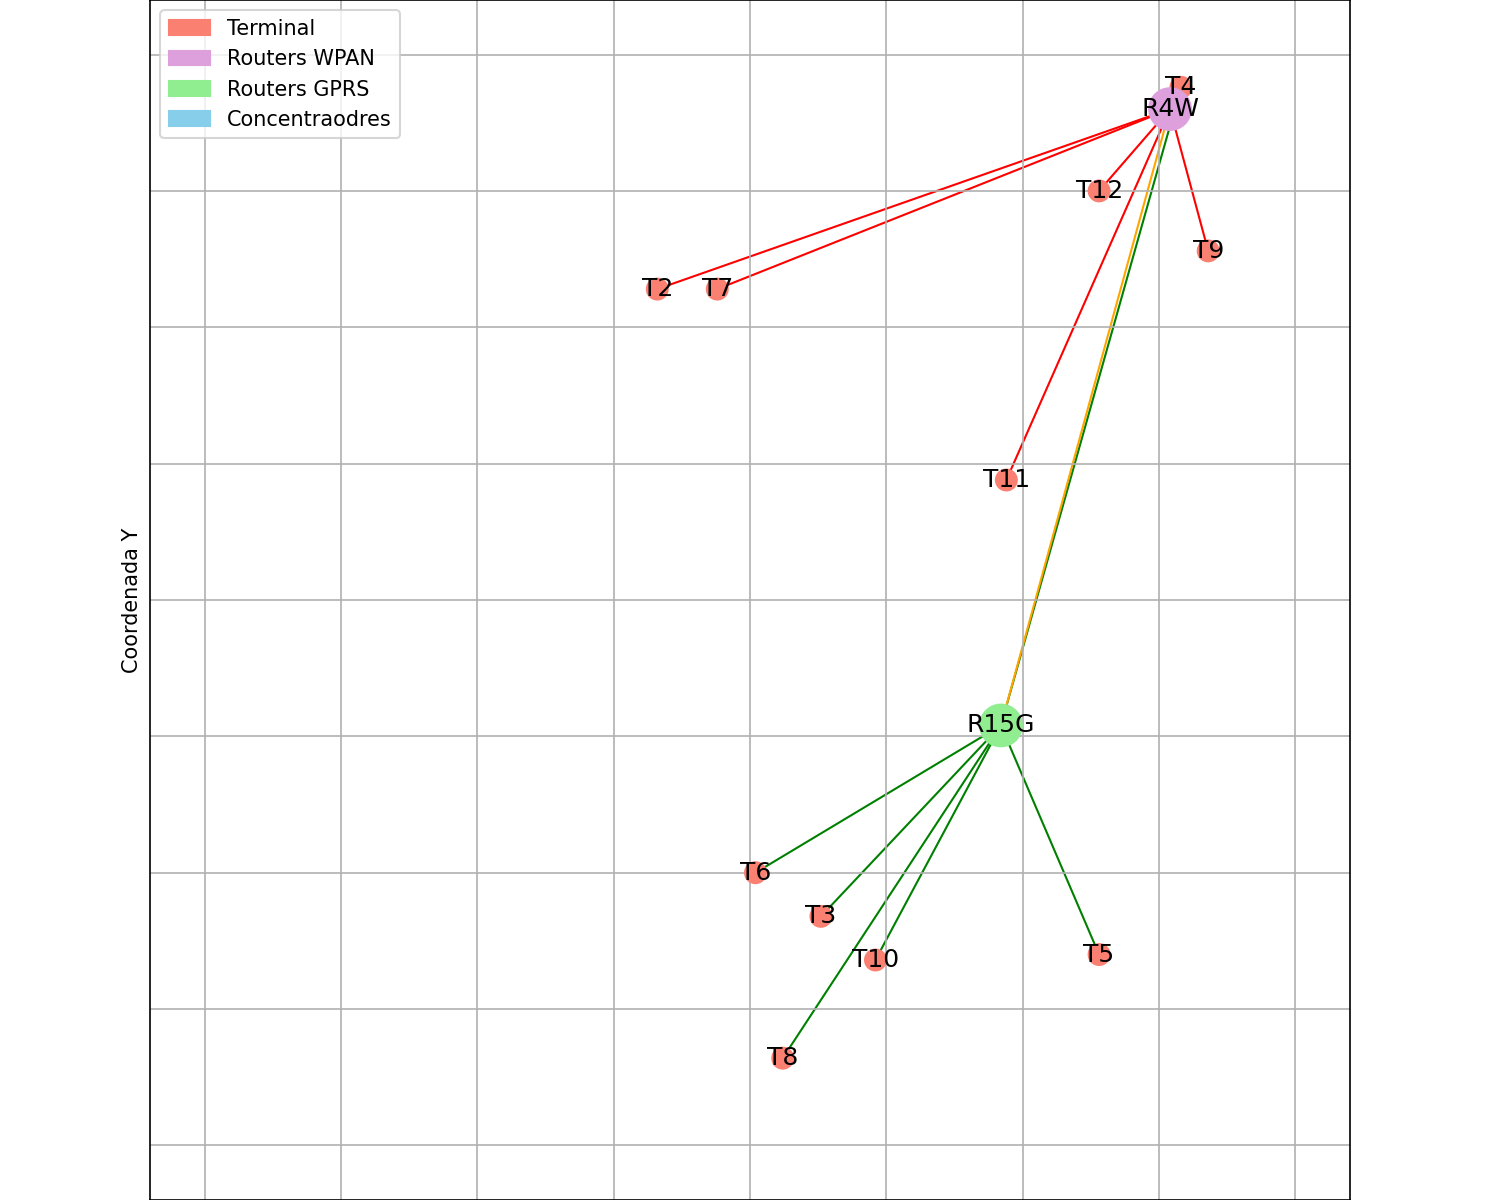 Terminal
Routers WPAN
Routers GPRS
Concentraodres
T4
R4W
T12
T9
T2
T7
T11
Coordenada Y
R15G
T6
T3
T10
T5
T8